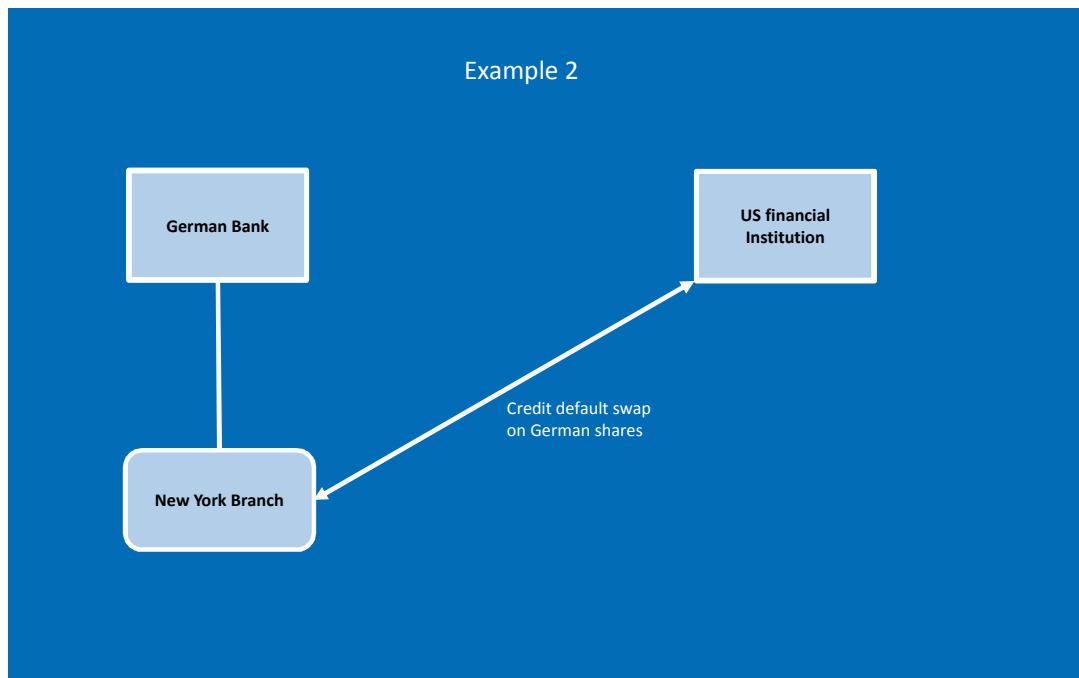 Example 2
German Bank
US financial
Institution
Credit default swap
on German shares
New York Branch